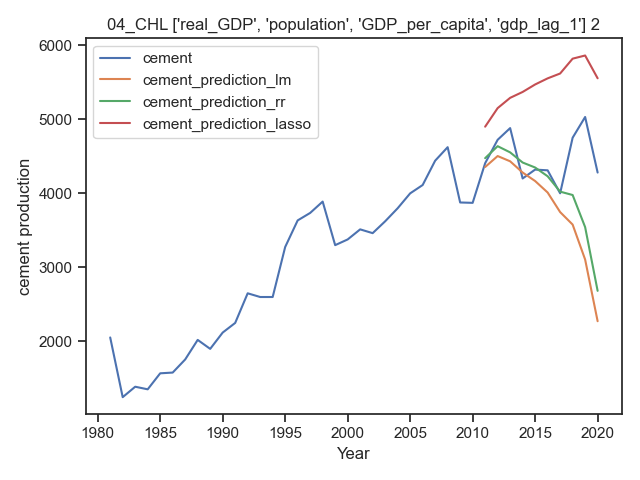 04_CHL ['real_GDP', 'population', 'GDP_per_capita', 'gdp_lag_1'] 2
6000
5000
4000
3000
2000
cement production
cement
cement_prediction_lm
cement_prediction_rr
cement_prediction_lasso
1980 1985 1990 1995 2000 2005 2010 2015 2020
Year